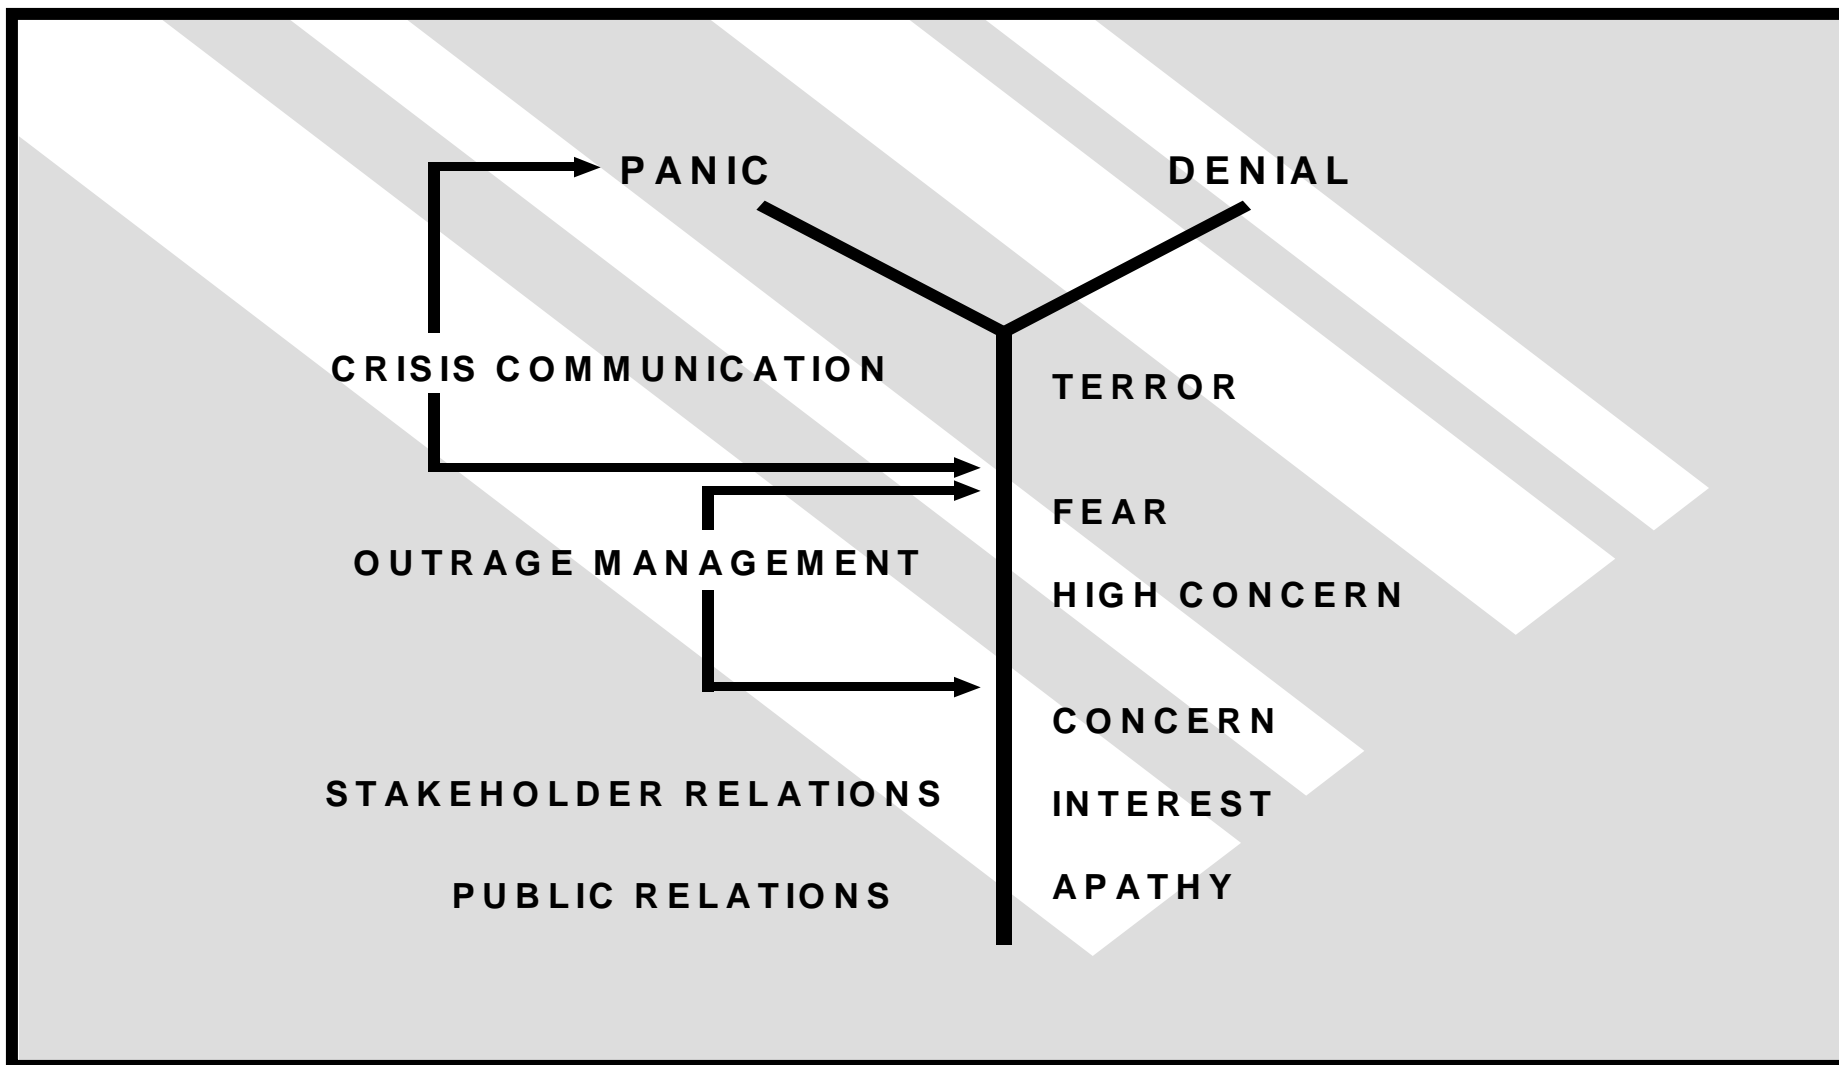 PANIC
DENIAL
CRISIS COMMUNICATION
TERROR
FEAR
OUTRAGE MANAGEMENT
HIGH CONCERN
CONCERN
STAKEHOLDER RELATIONS
INTEREST
PUBLIC RELATIONS
APATHY